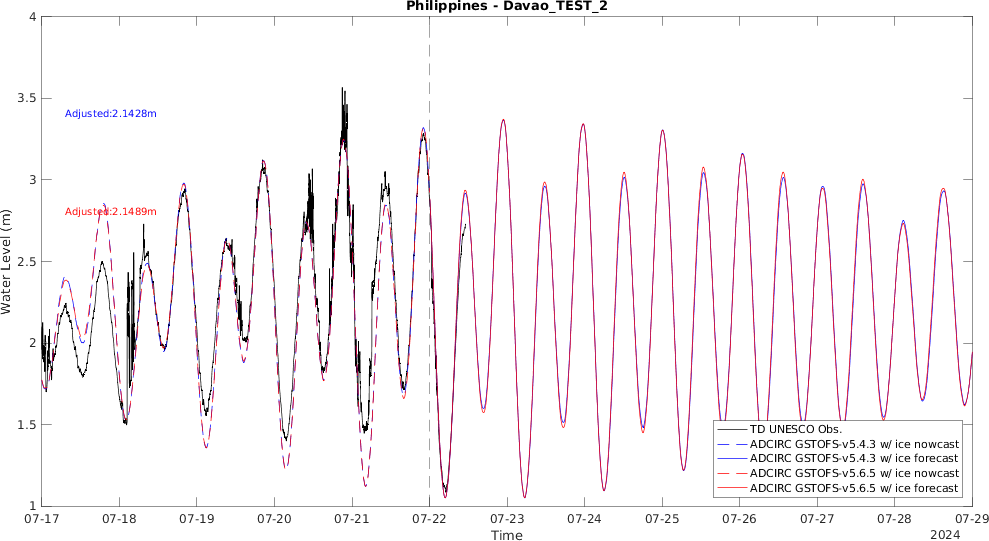 Philippines - Davao_TEST_2
4
3.5
3
2.5
2
1.5
1
Water Level (m)
Adjusted:2.1428m
Adjusted:2.1489m
TD UNESCO Obs.
ADCIRC GSTOFS-v5.4.3 w/ ice nowcast
ADCIRC GSTOFS-v5.4.3 w/ ice forecast
ADCIRC GSTOFS-v5.6.5 w/ ice nowcast
ADCIRC GSTOFS-v5.6.5 w/ ice forecast
07-17 07-18 07-19 07-20 07-21 07-22 07-23 07-24 07-25 07-26 07-27 07-28 07-29
Time
2024